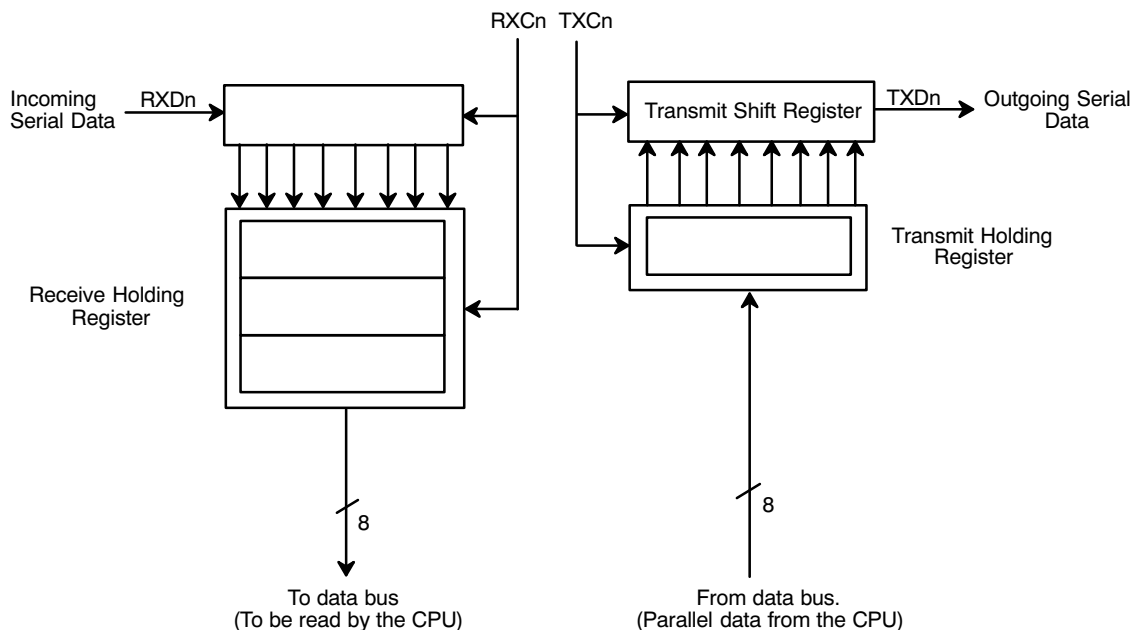 RXCn TXCn
Incoming
Serial Data
RXDn
Transmit Shift Register
TXDn
Outgoing Serial
Data
Receive Holding
Register
Transmit Holding
Register
8
8
To data bus
(To be read by the CPU)
From data bus.
(Parallel data from the CPU)